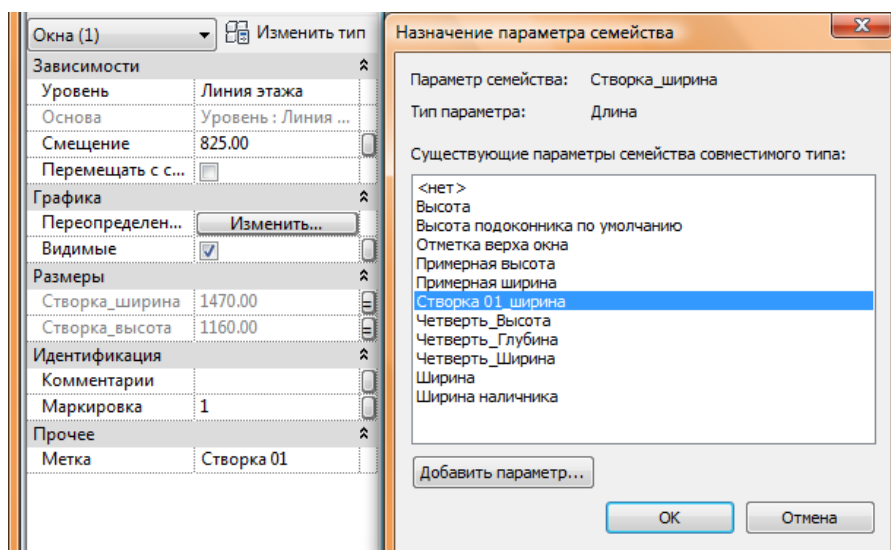 Окна (1)
Изменить тип
Зависимости
Уровень Линия этажа
Основа Уровень : Линия ...
Смещение 825.00
Перемещать с с...
Графика
Переопределен... Изменить...
Видимые
Размеры
Створка_ширина 1470.00
Створка_высота 1160.00
Идентификация
Комментарии
Маркировка 1
Прочее
Метка Створка 01
Назначение параметра семейства
Параметр семейства: Створка_ширина
Тип параметра: Длина
Существующие параметры семейства совместимого типа:
<нет>
Высота
Высота подоконника по умолчанию
Отметка верха окна
Примерная высота
Примерная ширина
Створка 01_ширина
Четверть_Высота
Четверть_Глубина
Четверть_Ширина
Ширина
Ширина наличника
Добавить параметр...
ОК Отмена